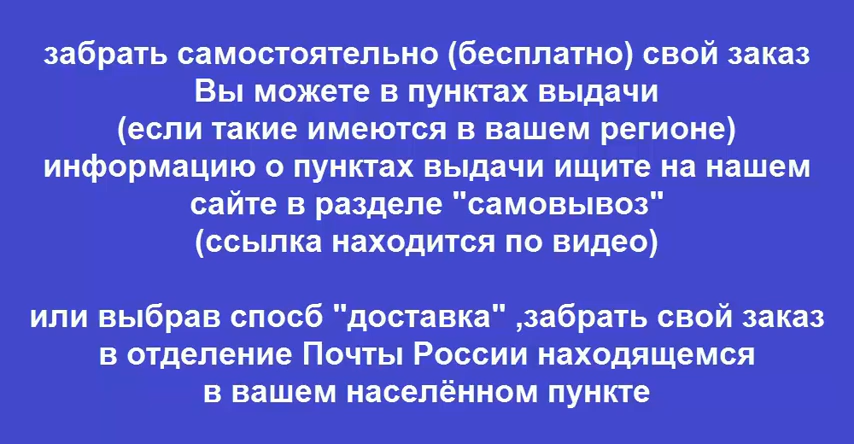 забрать самостоятельно (бесплатно) свой заказ
Вы можете в пунктах выдачи
(если такие имеются в вашем регионе)
информацию о пунктах выдачи ищите на нашем
сайте в разделе "самовывоз"
(ссылка находится по видео)
или выбрав спосб "доставка" ,забрать свой заказ
в отделение Почты России находящемся
в вашем населённом пункте